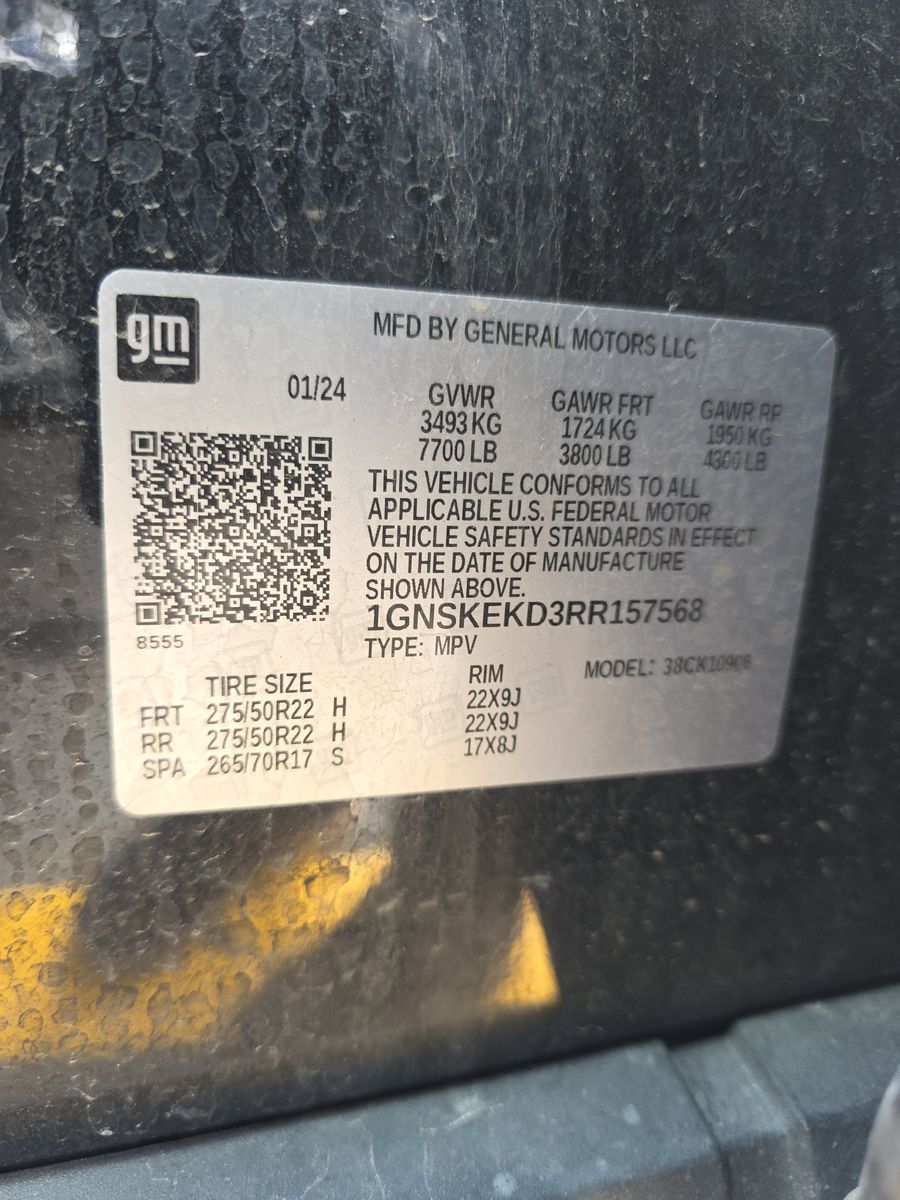 gm
MFD BY GENERAL MOTORS LLC
01/24 GVWR GAWR FRT GAWR RR
3493 KG 1724 KG 1950 KG
7700 LB 3800 LB 4300 LB
THIS VEHICLE CONFORMS TO ALL
APPLICABLE U.S. FEDERAL MOTOR
VEHICLE SAFETY STANDARDS IN EFFECT
ON THE DATE OF MANUFACTURE
SHOWN ABOVE.
1GNSKEKD3RR157568
8555
TYPE: MPV MODEL: 38CK10906
TIRE SIZE RIM
FRT 275/50R22 H 22X9J
RR 275/50R22 H 22X9J
SPA 265/70R17 S 17X8J